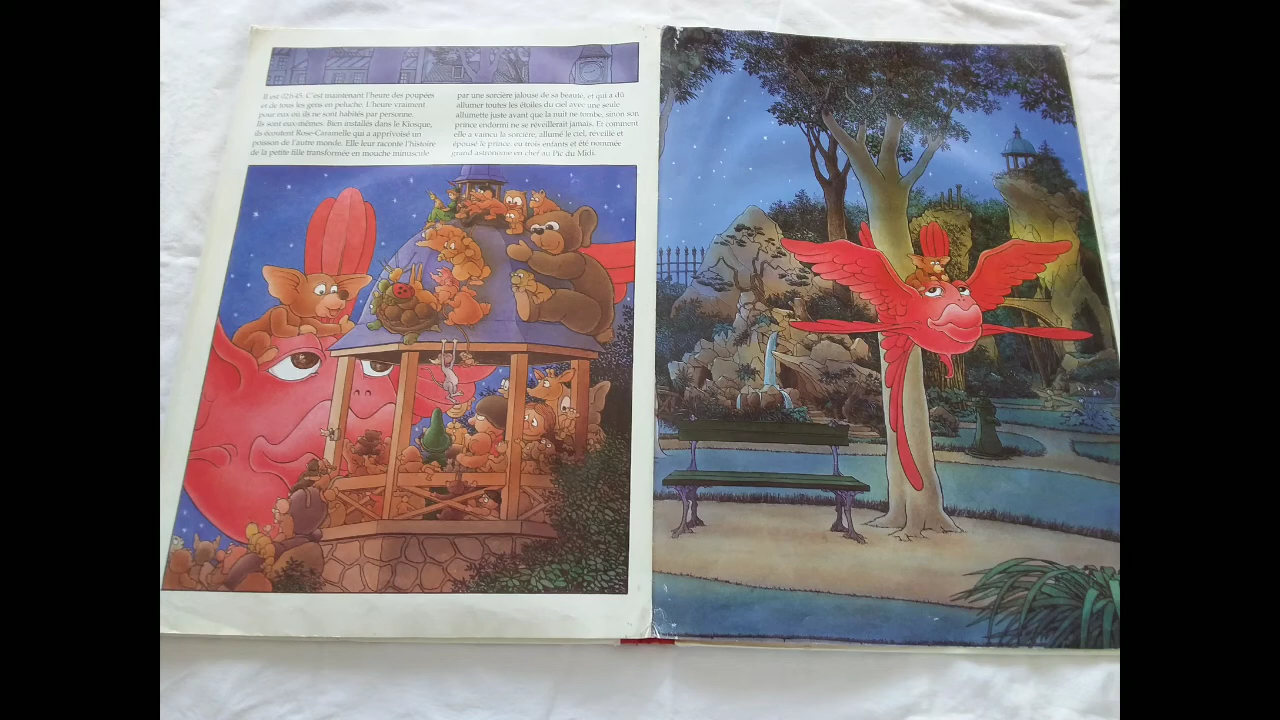 Il est 02h45. C'est maintenant l'heure des poupées
et de tous les gens en peluche. L'heure vraiment
pour eux où ils ne sont habités par personne.
Ils sont eux-mêmes. Bien installés dans le Kiosque,
ils écoutent Rose-Caramelle qui a apprivoisé un
poisson de l'autre monde. Elle leur raconte l'histoire
de la petite fille transformée en mouche minuscule
par une sorcière jalouse de sa beauté, et qui a dû
allumer toutes les étoiles du ciel avec une seule
allumette juste avant que la nuit ne tombe, sinon son
prince endormi ne se réveillerait jamais. Et comment
elle a vaincu la sorcière, allumé le ciel, réveillé et
épousé le prince, eu trois enfants et été nommée
grand astronome en chef au Pic du Midi.